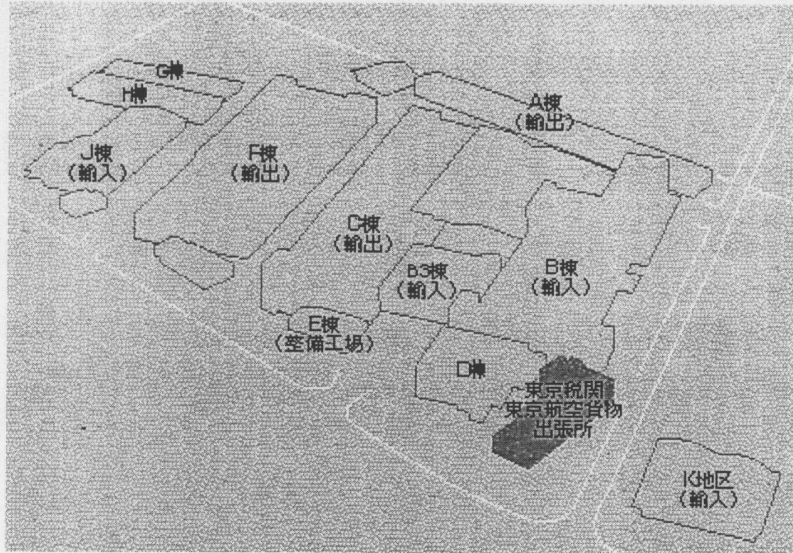 G棟
H棟
A棟
(輸出)
J棟
(輸入)
F棟
(輸出)
C棟
(輸出)
B3棟
(輸入)
B棟
(輸入)
E棟
(整備工場)
D棟
東京税関
東京航空貨物
出張所
K地区
(輸入)